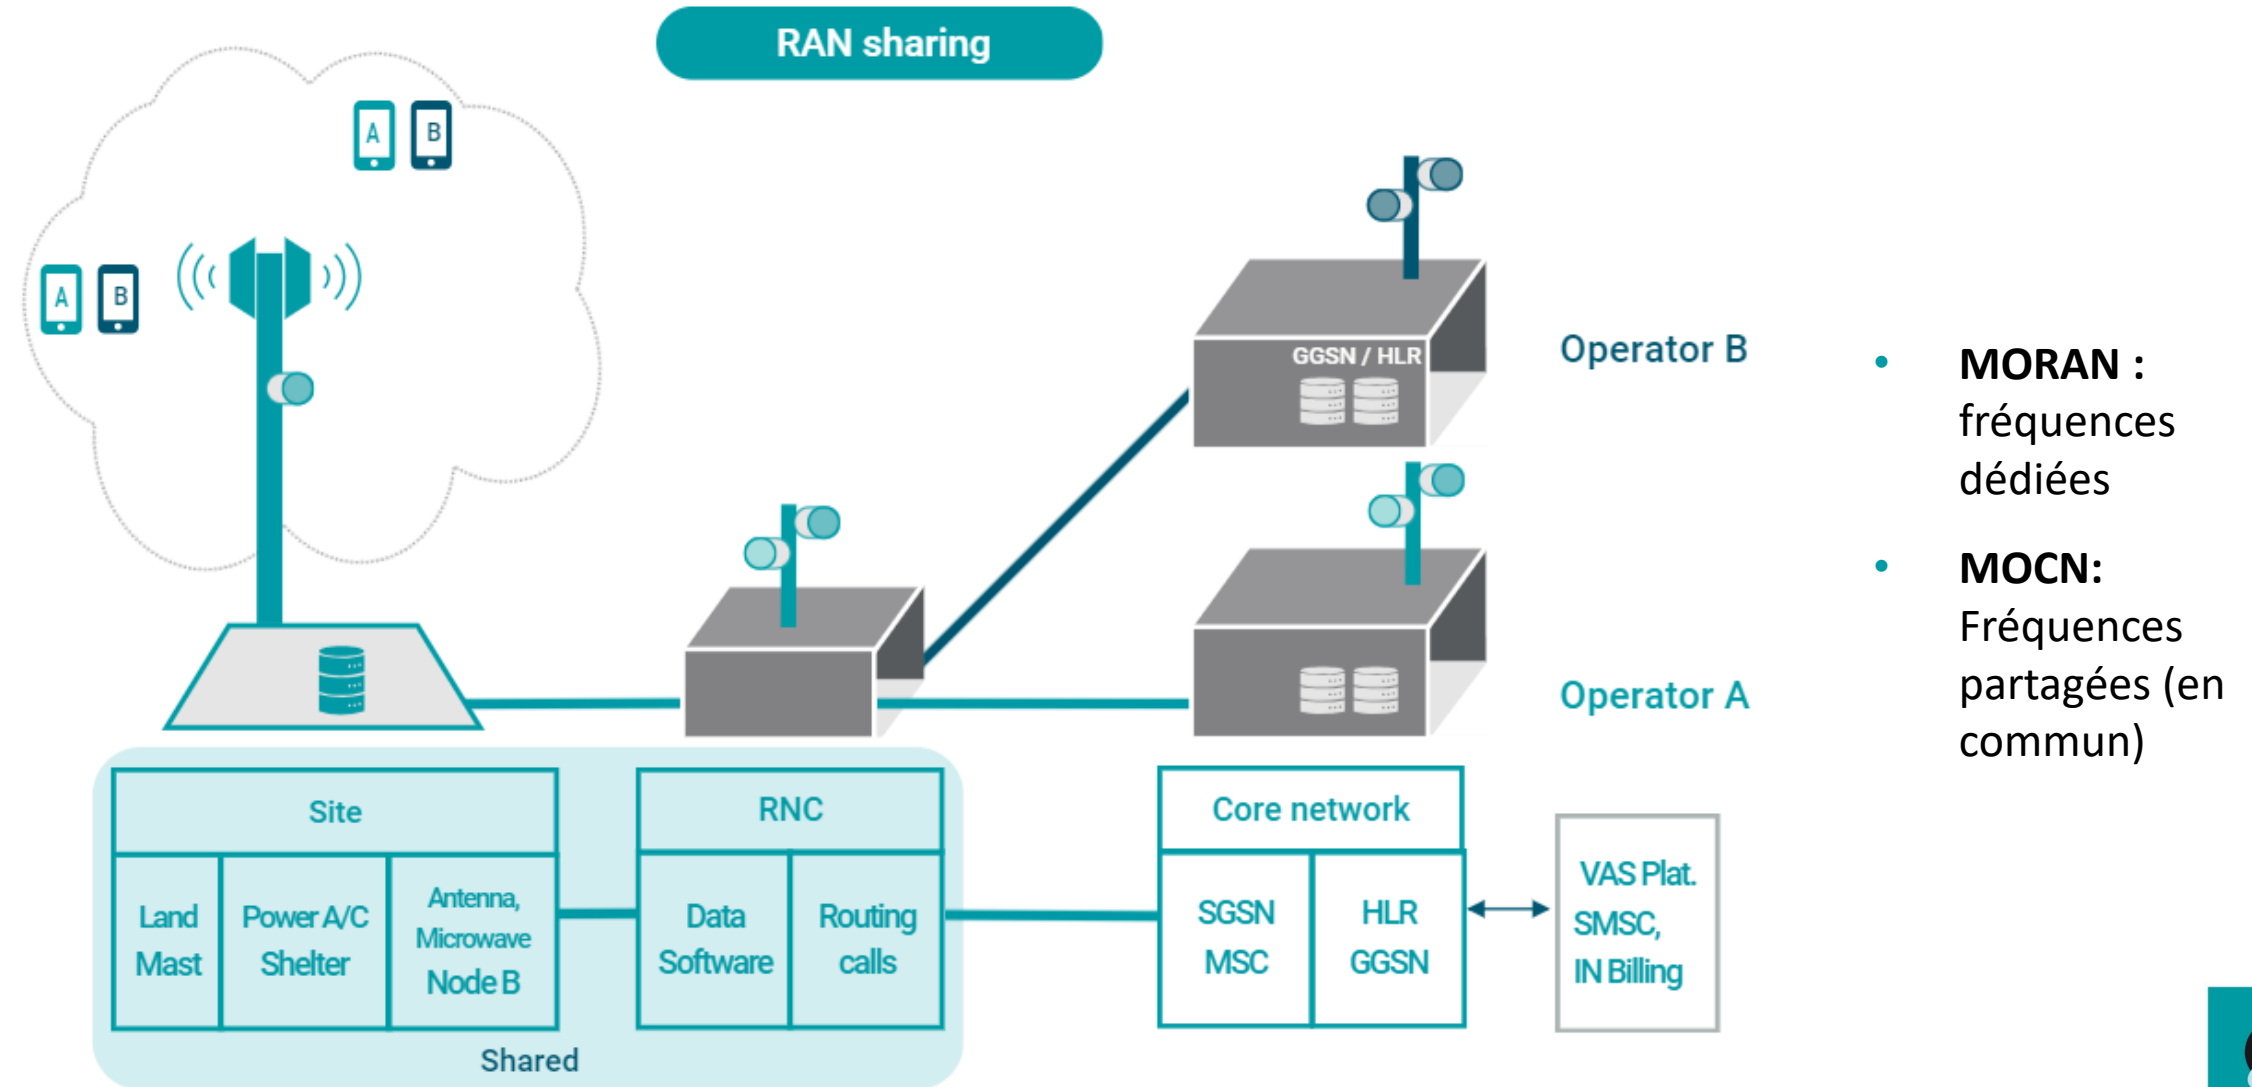 RAN sharing
A B
A B
GGSN / HLR
Operator B
Operator A
• MORAN :
fréquences
dédiées
• MOCN:
Fréquences
partagées (en
commun)
Site
Land
Mast
Power A/C
Shelter
Antenna,
Microwave
Node B
RNC
Data
Software
Routing
calls
Shared
Core network
SGSN
MSC
HLR
GGSN
VAS Plat.
SMSC,
IN Billing